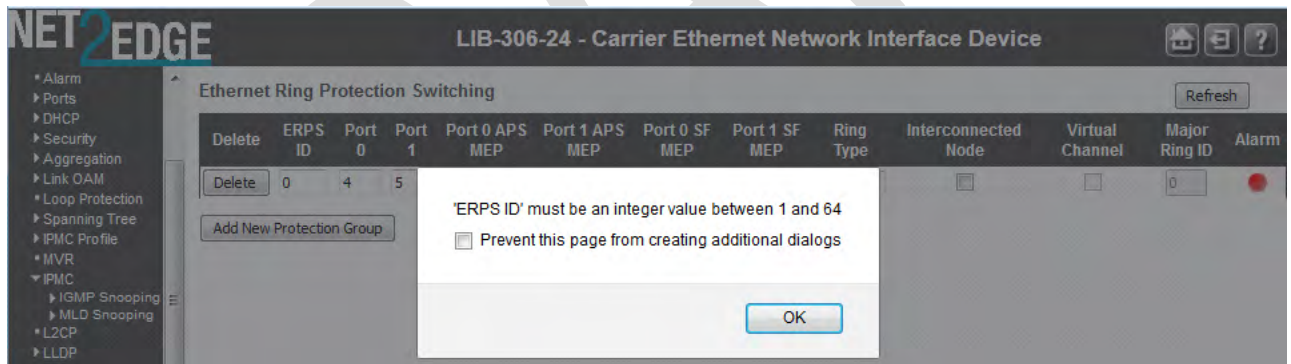 NET2EDGE
LIB-306-24 - Carrier Ethernet Network Interface Device
?
Alarm
Ports
DHCP
Security
Aggregation
Link OAM
Loop Protection
Spanning Tree
IPMC Profile
MVR
IPMC
IGMP Snooping
MLD Snooping
L2CP
LLDP
Ethernet Ring Protection Switching
Refresh
Delete ERPS ID Port 0 Port 1 Port 0 APS MEP Port 1 APS MEP Port 0 SF MEP Port 1 SF MEP Ring Type Interconnected Node Virtual Channel Major Ring ID Alarm
Delete 0 4 5 0
Add New Protection Group
'ERPS ID' must be an integer value between 1 and 64
Prevent this page from creating additional dialogs
OK